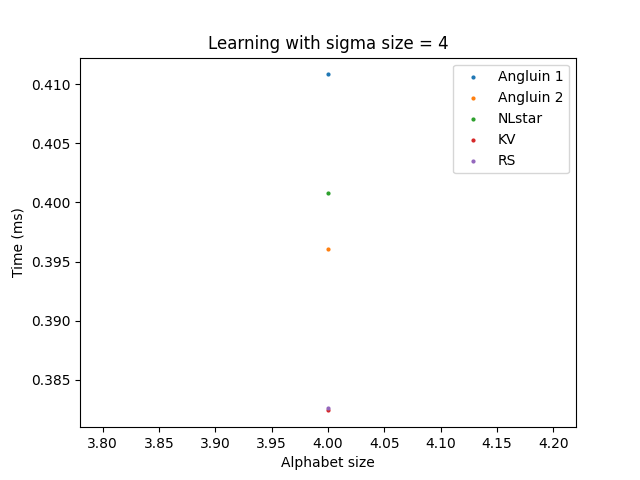 Learning with sigma size = 4
Angluin 1
Angluin 2
NLstar
KV
RS
0.410
0.405
0.400
0.395
0.390
0.385
Time (ms)
3.80 3.85 3.90 3.95 4.00 4.05 4.10 4.15 4.20
Alphabet size